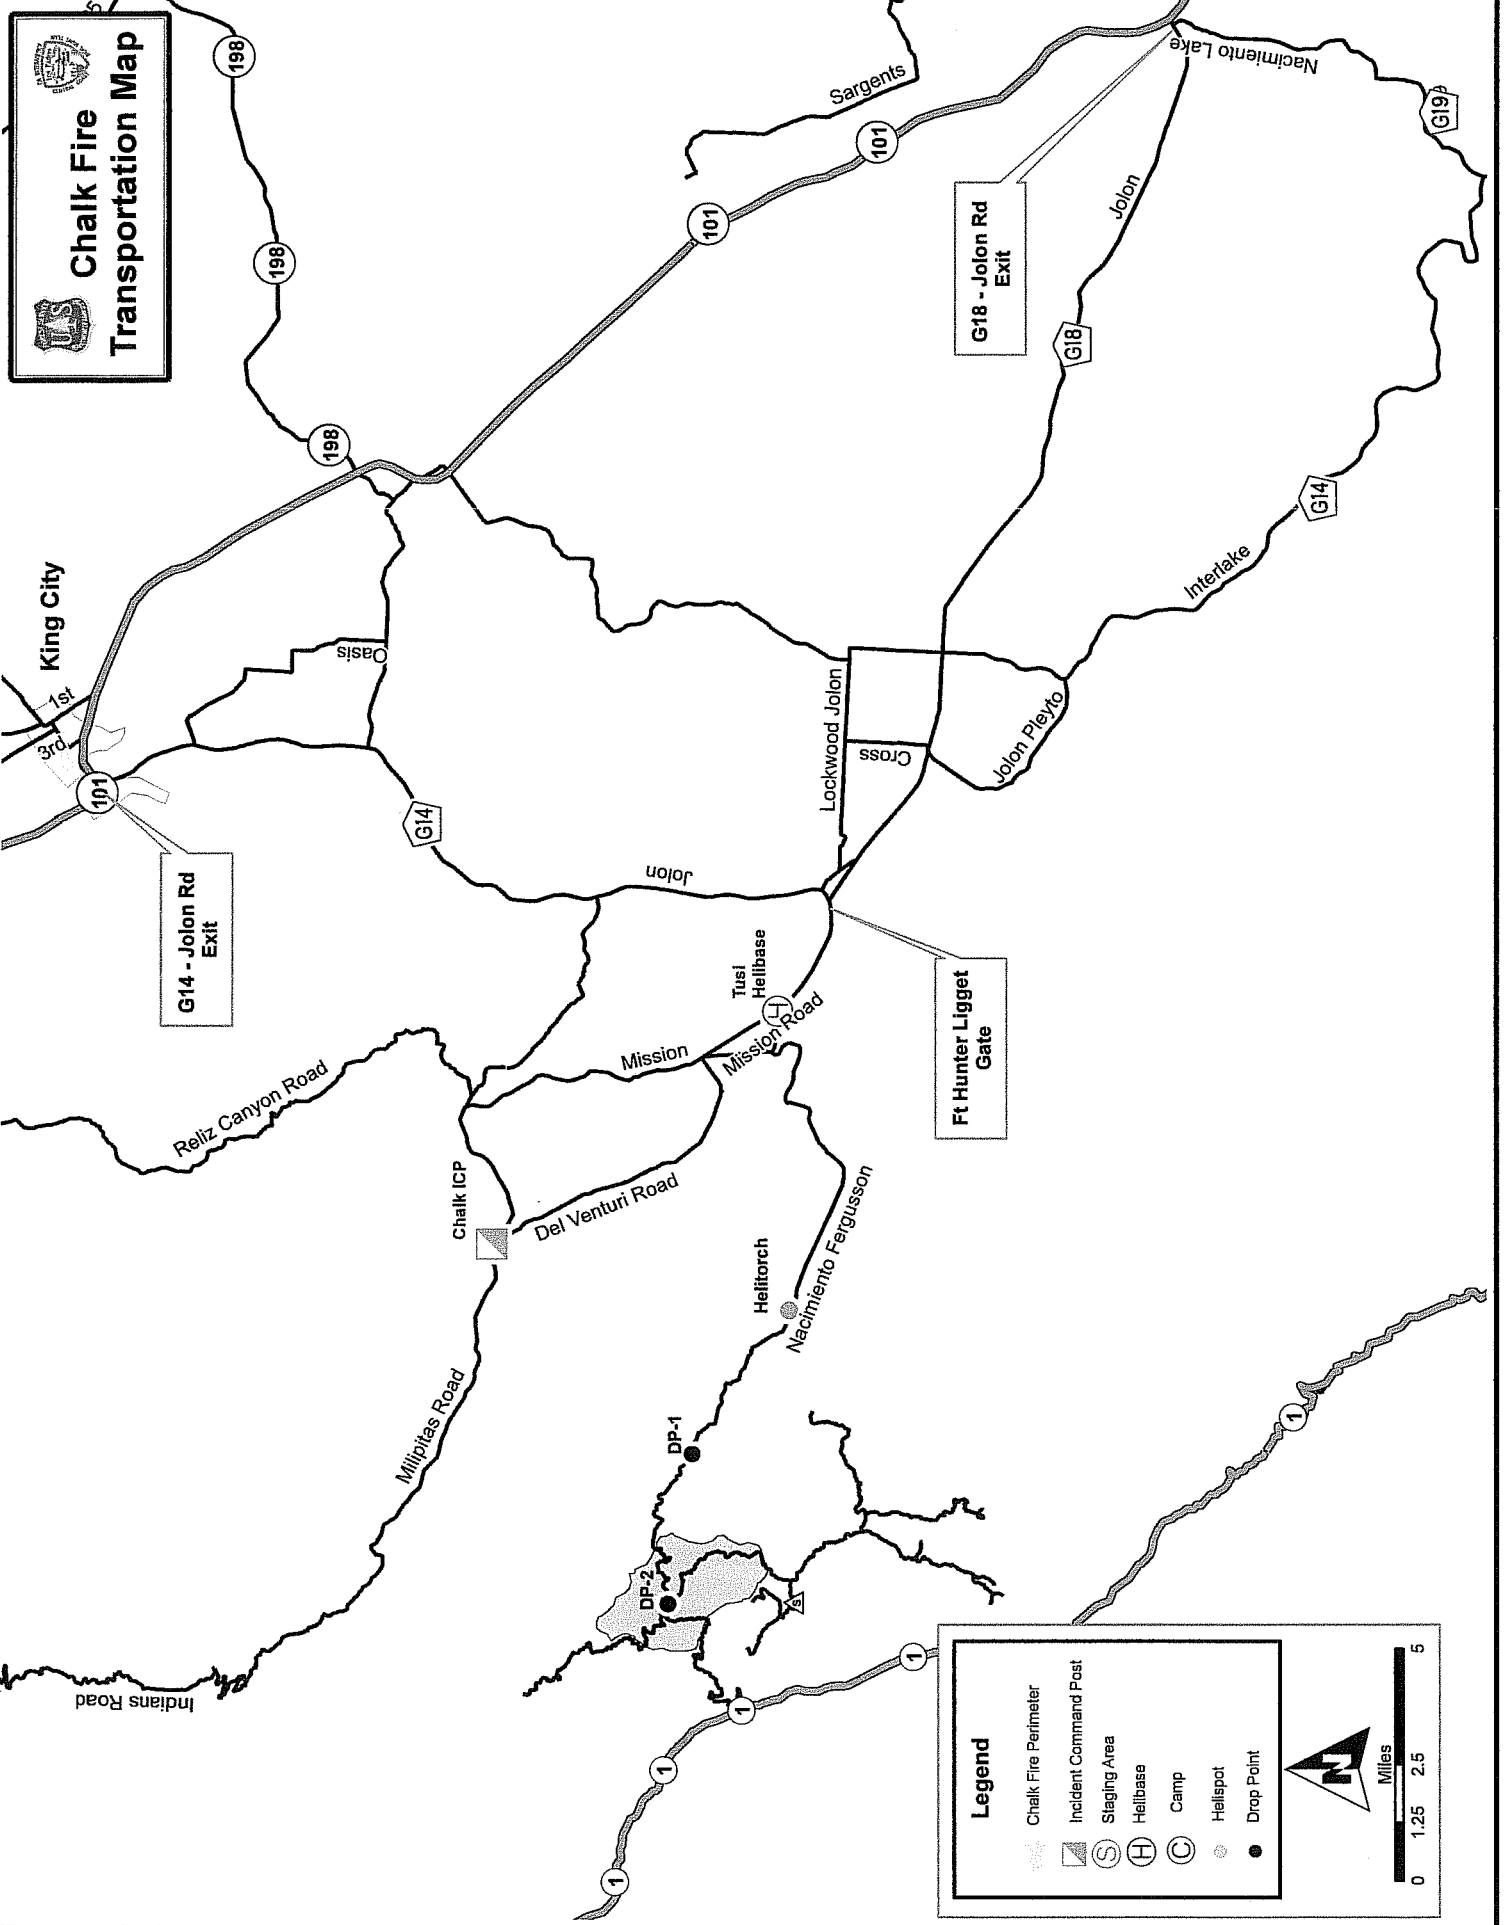 Chalk Fire
Transportation Map
U S
198
198
198
101
101
101
Sargents
Nacimiento Lake
G19
Jolon
G18 - Jolon Rd
Exit
G18
G14
Interlake
King City
1st
3rd
Oasis
G14 - Jolon Rd
Exit
G14
Jolon
Lockwood Jolon
Cross
Jolon Pleyto
Tusi
Helibase
H
Mission Road
Mission
Ft Hunter Ligget
Gate
Reliz Canyon Road
Chalk ICP
Del Venturi Road
Helitorch
Nacimiento Fergusson
Milipitas Road
DP-1
DP-2
S
Indians Road
1
1
1
1
1
Legend
Chalk Fire Perimeter
Incident Command Post
S Staging Area
H Helibase
C Camp
Helispot
Drop Point
N
Miles
0 1.25 2.5 5